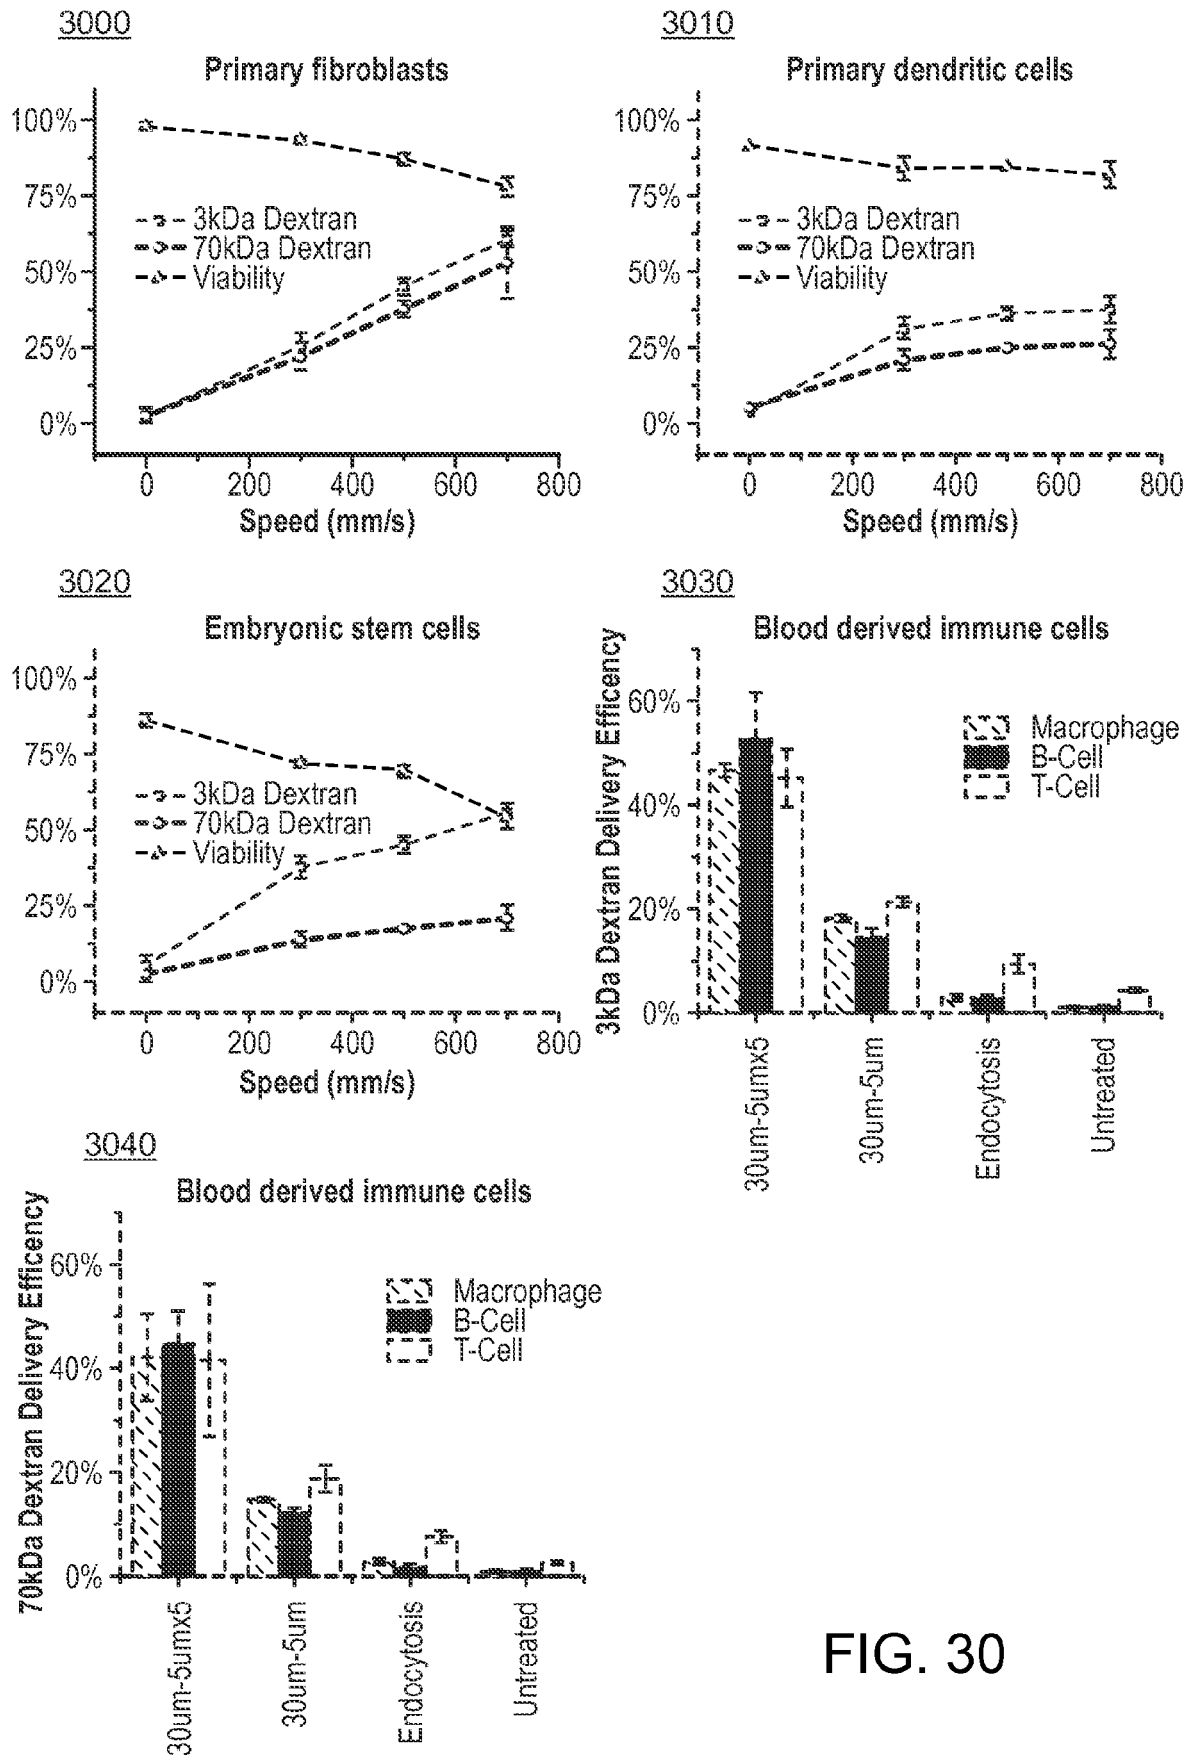 3000
Primary fibroblasts
100%
75%
50%
25%
0%
3kDa Dextran
70kDa Dextran
Viability
0 200 400 600 800
Speed (mm/s)
3010
Primary dendritic cells
100%
75%
50%
25%
0%
3kDa Dextran
70kDa Dextran
Viability
0 200 400 600 800
Speed (mm/s)
3020
Embryonic stem cells
100%
75%
50%
25%
0%
3kDa Dextran
70kDa Dextran
Viability
0 200 400 600 800
Speed (mm/s)
3030
Blood derived immune cells
3kDa Dextran Delivery Efficency
60%
40%
20%
0%
Macrophage
B-Cell
T-Cell
30um-5umx5
30um-5um
Endocytosis
Untreated
3040
Blood derived immune cells
70kDa Dextran Delivery Efficency
60%
40%
20%
0%
Macrophage
B-Cell
T-Cell
30um-5umx5
30um-5um
Endocytosis
Untreated
FIG. 30